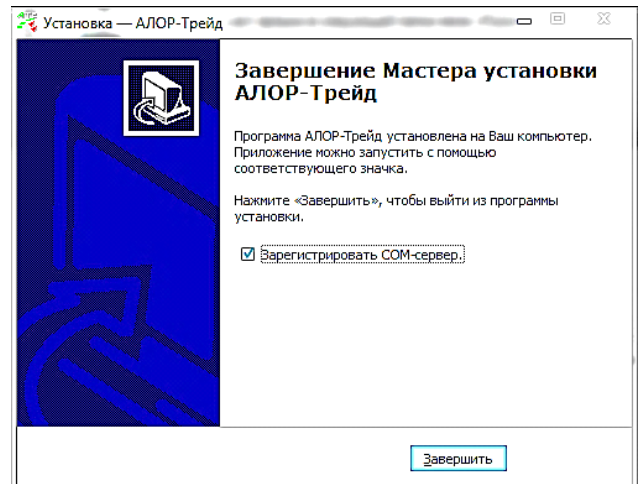 Установка — АЛОР-Трейд
Завершение Мастера установки
АЛОР-Трейд
Программа АЛОР-Трейд установлена на Ваш компьютер.
Приложение можно запустить с помощью
соответствующего значка.
Нажмите «Завершить», чтобы выйти из программы
установки.
Зарегистрировать COM-сервер.
Завершить